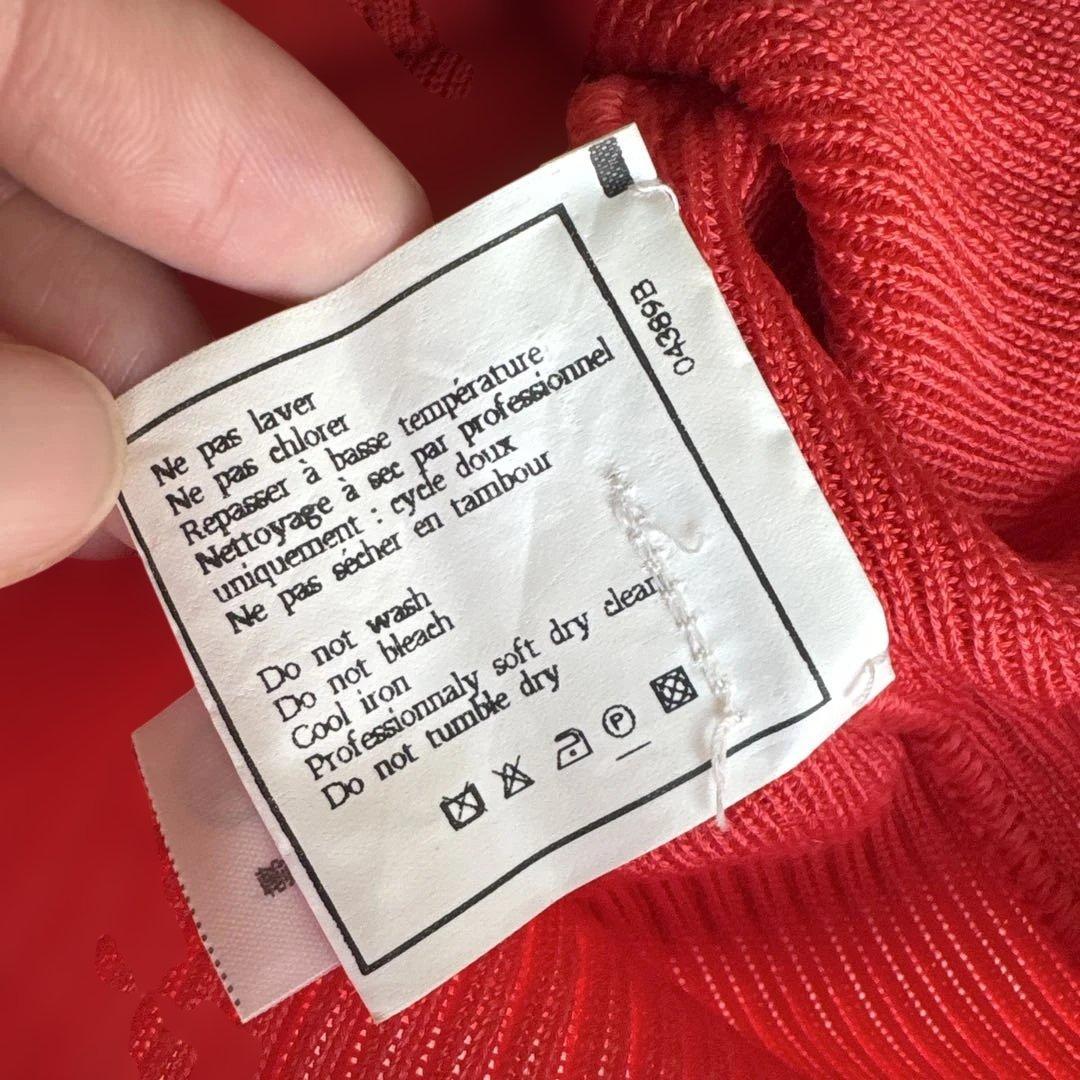 04389B
Ne pas laver
Ne pas chlorer
Repasser à basse température
Nettoyage à sec par professionnel
uniquement : cycle doux
Ne pas sécher en tambour
Do not wash
Do not bleach
Cool iron
Professionnaly soft dry clean
Do not tumble dry
P